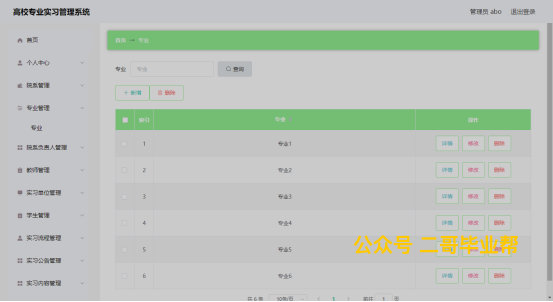 高校专业实习管理系统
管理员 abo 退出登录
首页
个人中心
院系管理
专业管理
专业
院系负责人管理
教师管理
实习单位管理
学生管理
实习流程管理
实习公告管理
实习内容管理
首页 专业
专业 专业 查询
+ 新增 删除
索引 专业 操作
1 专业1 详情 修改 删除
2 专业2 详情 修改 删除
3 专业3 详情 修改 删除
4 专业4 详情 修改 删除
5 专业5 详情 修改 删除
6 专业6 详情 修改 删除
共 6 条 10条/页 1 前往 1 页
公众号 二哥毕业帮